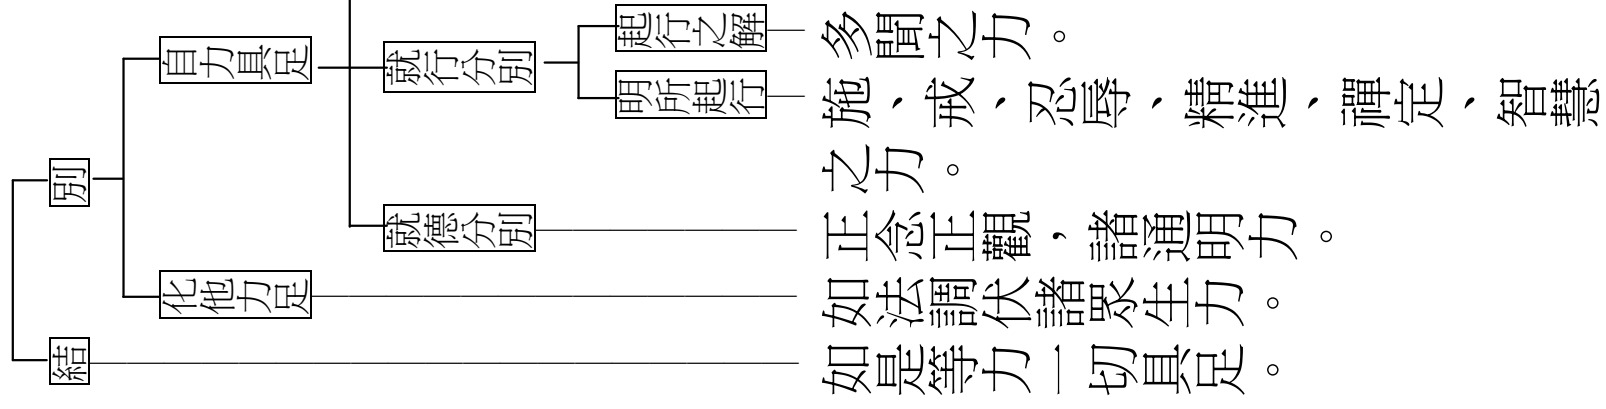 起行之解 多聞之力。
自力具足 就行分別
明所起行 施、戒、忍辱、精進、禪定、智慧
之力。
別
就德分別 正念正觀，諸通明力。
化他力足 如法調伏諸眾生力。
結 如是等力一切具足。